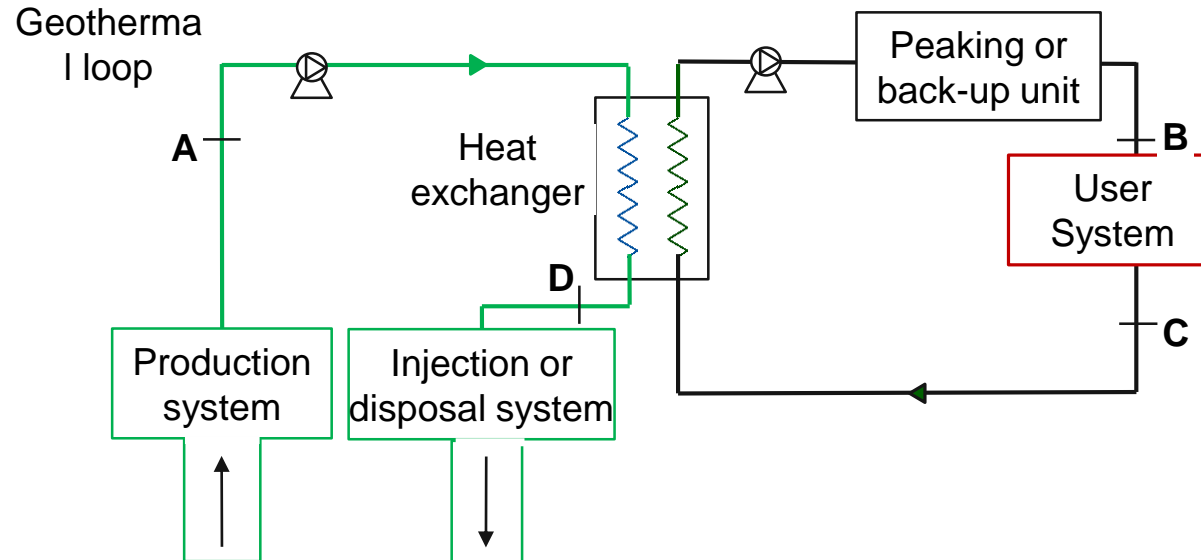 Geotherma
l loop
A
Heat
exchanger
Peaking or
back-up unit
B
User
System
C
D
Production
system
Injection or
disposal system